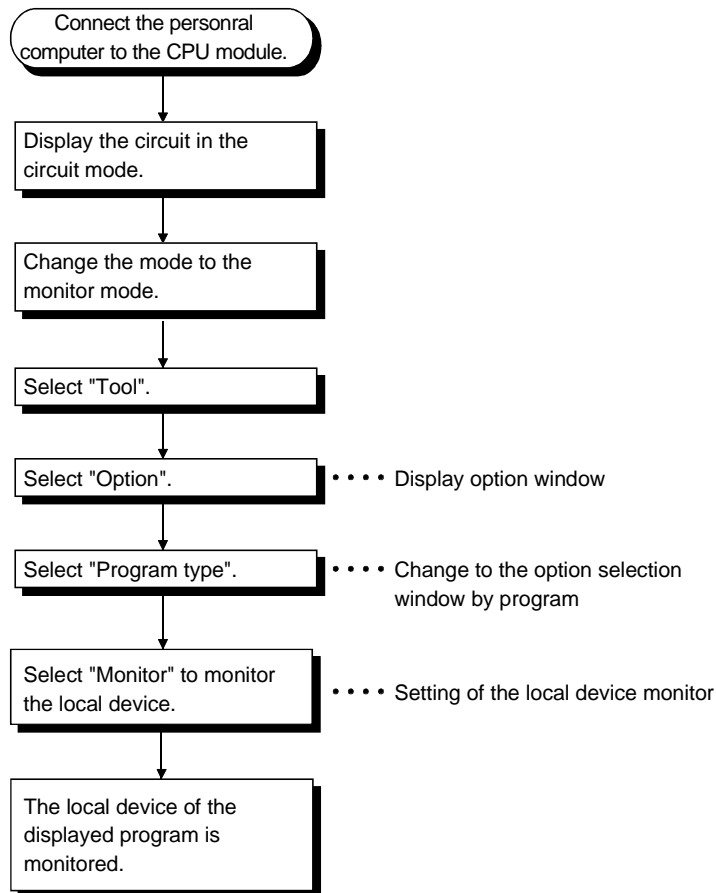 Connect the personral
computer to the CPU module.
Display the circuit in the
circuit mode.
Change the mode to the
monitor mode.
Select "Tool".
Select "Option".
Display option window
Select "Program type".
Change to the option selection
window by program
Select "Monitor" to monitor
the local device.
Setting of the local device monitor
The local device of the
displayed program is
monitored.